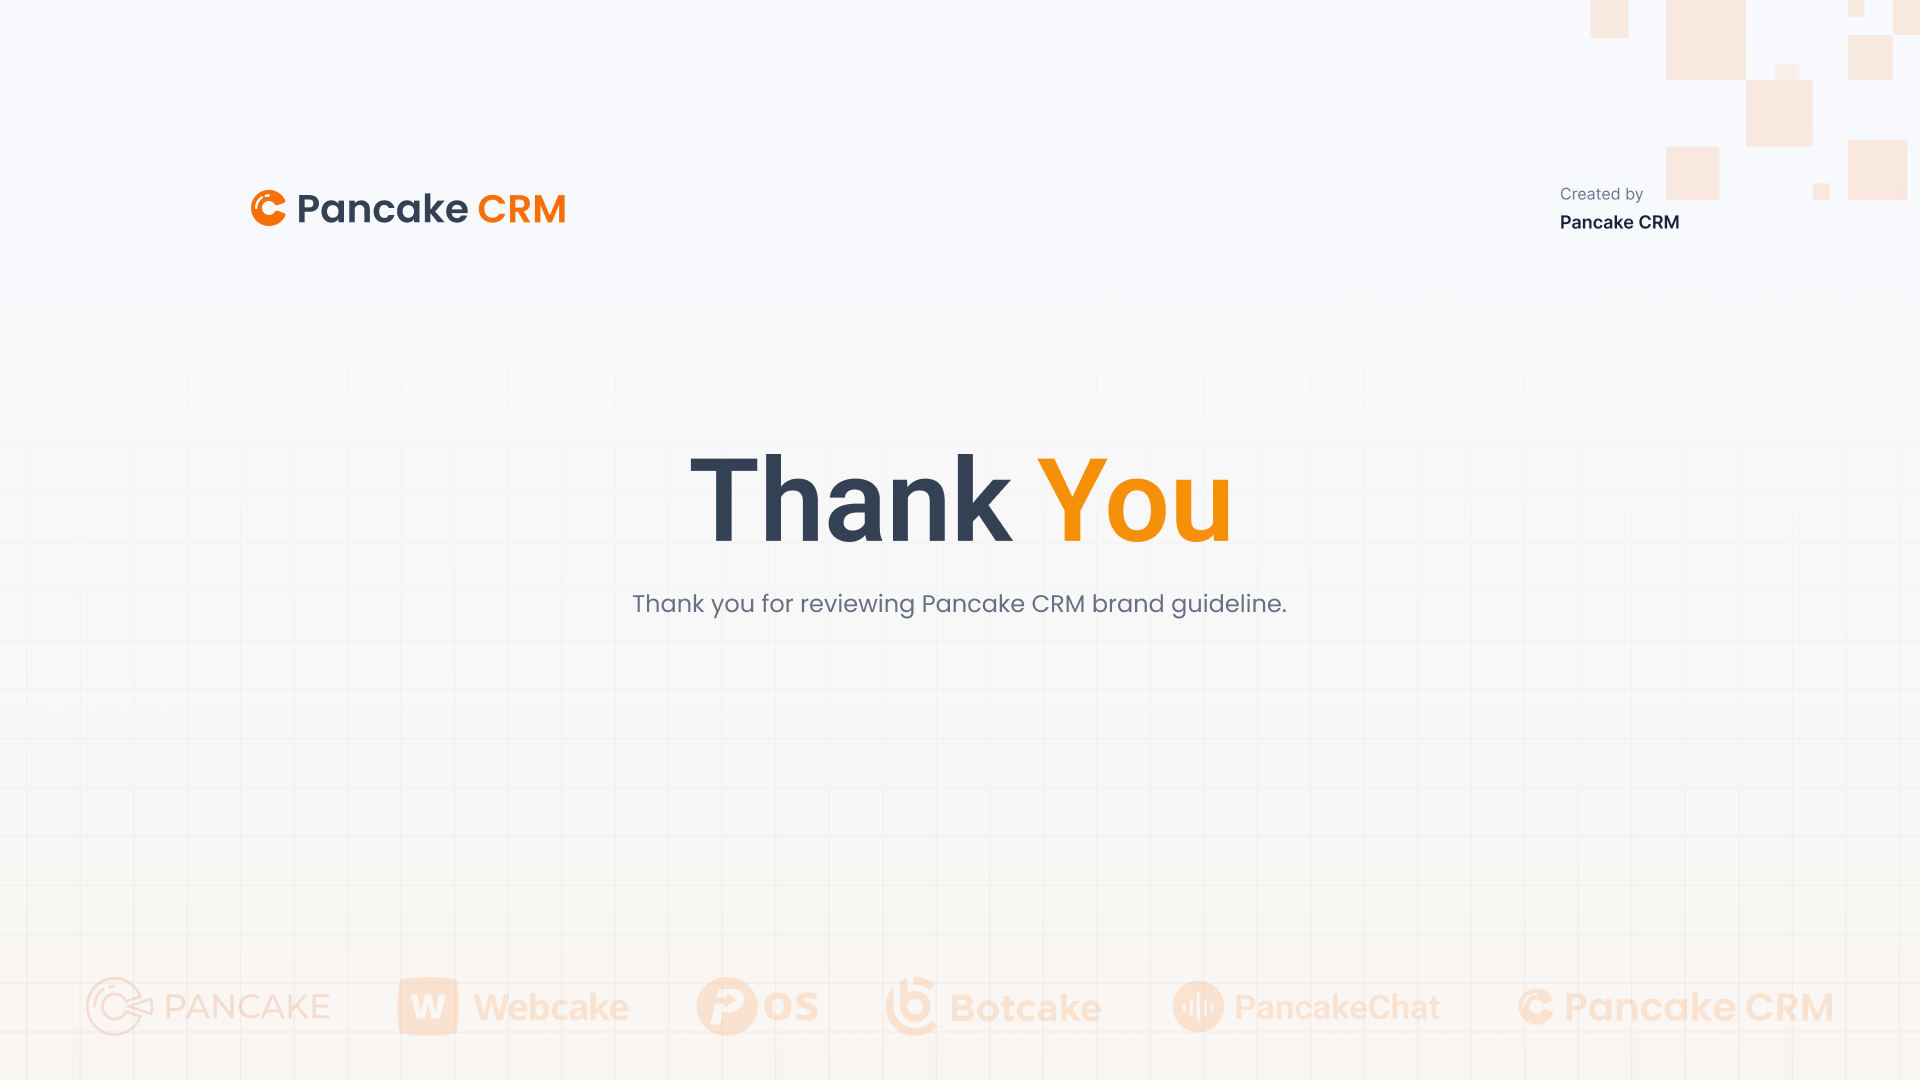 Pancake CRM
Created by
Pancake CRM
Thank You
Thank you for reviewing Pancake CRM brand guideline.
PANCAKE
W Webcake
POS
Botcake
PancakeChat
Pancake CRM